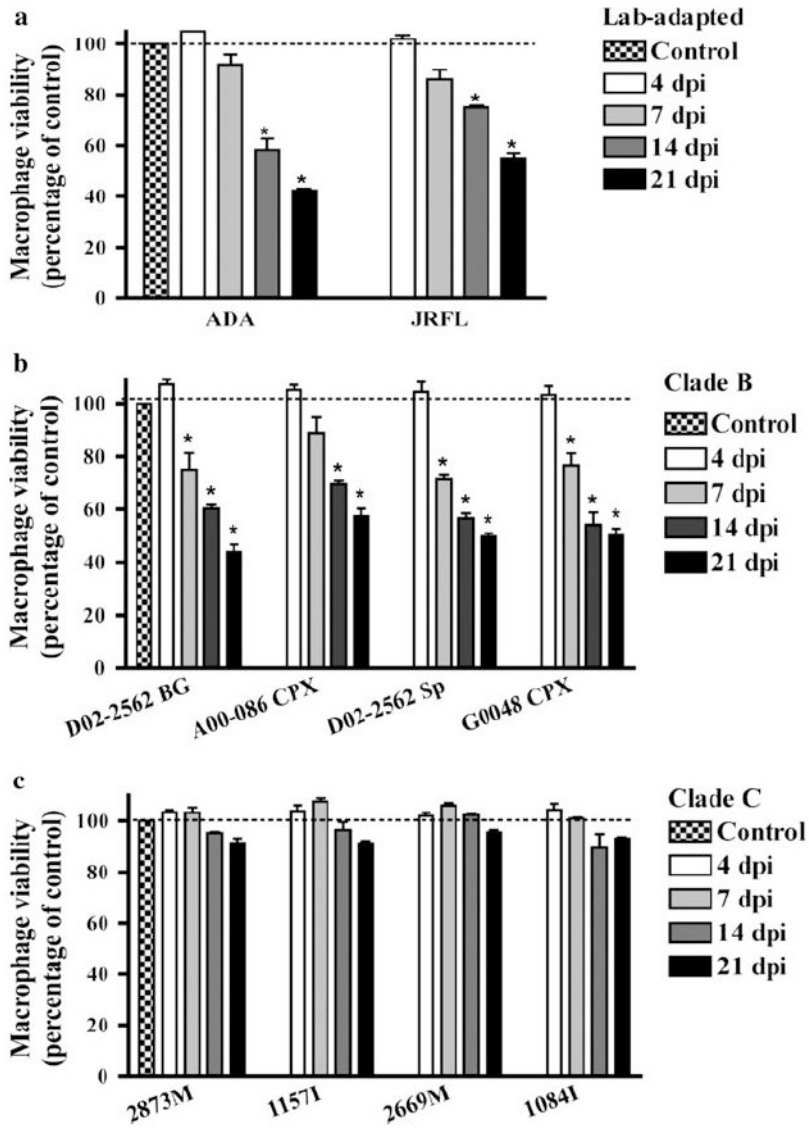 a
Macrophage viability
(percentage of control)
100
80
60
40
20
0
*
*
*
*
ADA
JRFL
Lab-adapted
Control
4 dpi
7 dpi
14 dpi
21 dpi
b
Macrophage viability
(percentage of control)
100
80
60
40
20
0
*
*
*
*
*
*
*
*
*
*
*
D02-2562 BG
A00-086 CPX
D02-2562 Sp
G0048 CPX
Clade B
Control
4 dpi
7 dpi
14 dpi
21 dpi
c
Macrophage viability
(percentage of control)
100
80
60
40
20
0
2873M
1157I
2669M
1084I
Clade C
Control
4 dpi
7 dpi
14 dpi
21 dpi